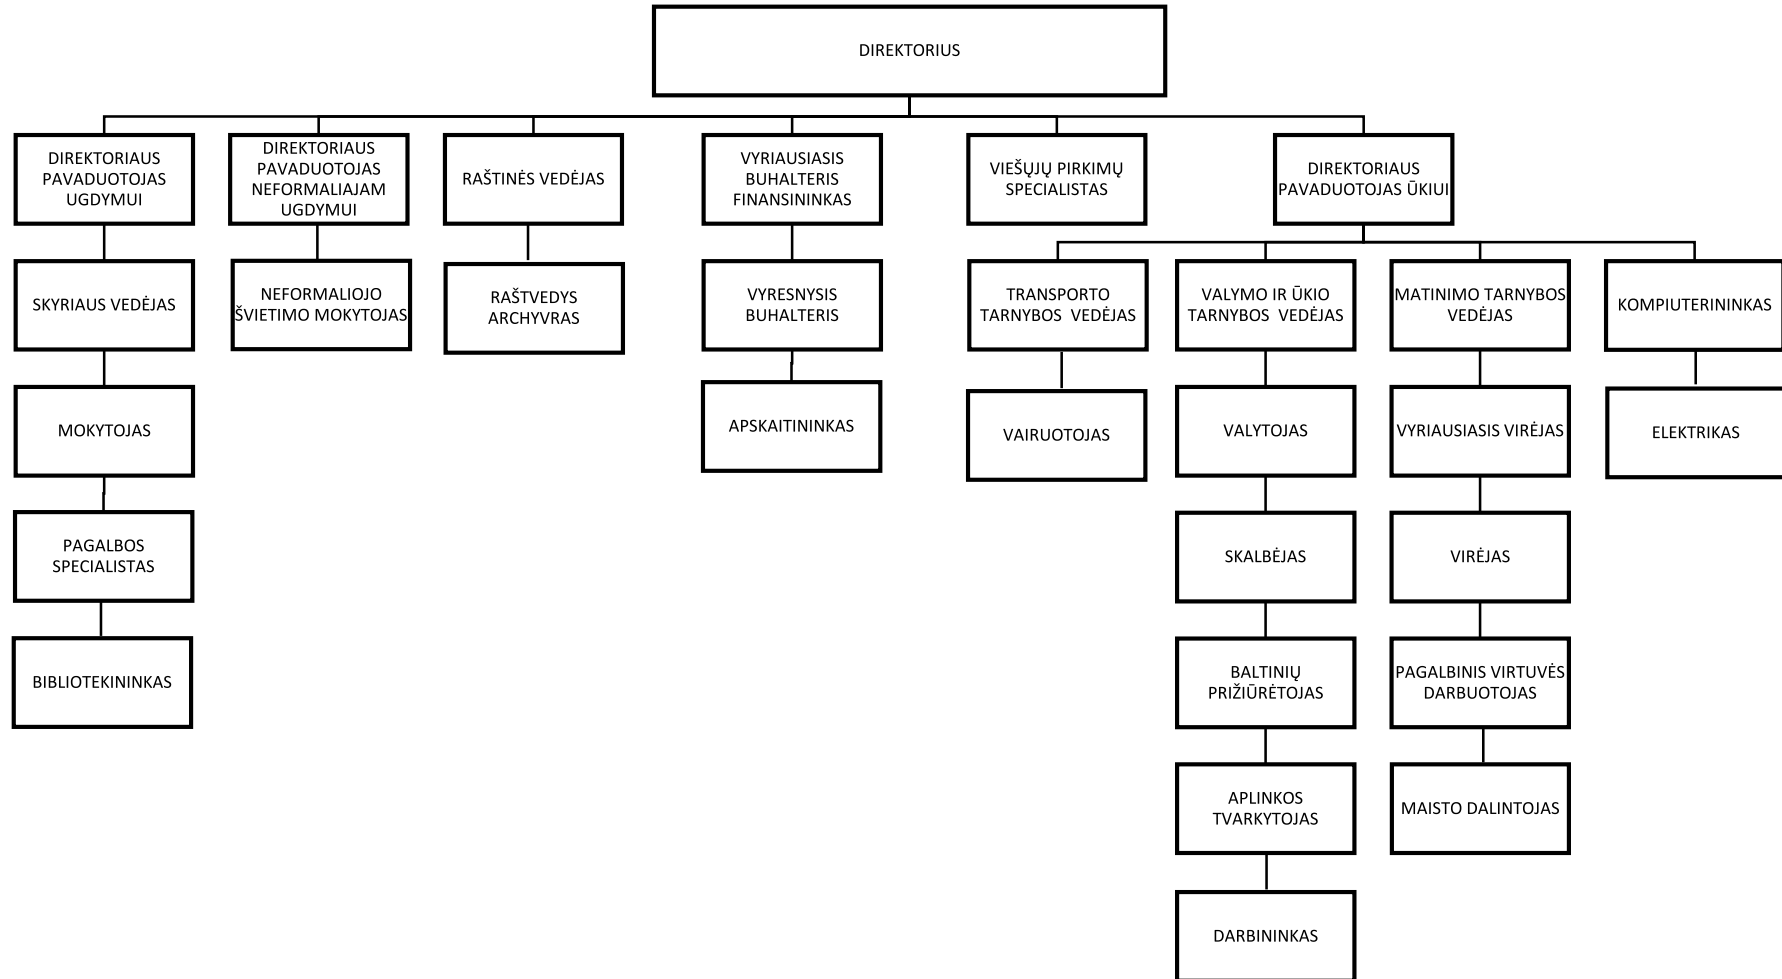 DIREKTORIUS
DIREKTORIAUS
PAVADUOTOJAS
UGDYMUI
DIREKTORIAUS
PAVADUOTOJAS
NEFORMALIAJAM
UGDYMUI
RAŠTINĖS VEDĖJAS
VYRIAUSIASIS
BUHALTERIS
FINANSININKAS
VIEŠŲJŲ PIRKIMŲ
SPECIALISTAS
DIREKTORIAUS
PAVADUOTOJAS ŪKIUI
SKYRIAUS VEDĖJAS
NEFORMALIOJO
ŠVIETIMO MOKYTOJAS
RAŠTVEDYS
ARCHYVRAS
VYRESNYSIS
BUHALTERIS
TRANSPORTO
TARNYBOS  VEDĖJAS
VALYMO IR ŪKIO
TARNYBOS  VEDĖJAS
MATINIMO TARNYBOS
VEDĖJAS
KOMPIUTERININKAS
MOKYTOJAS
APSKAITININKAS
VAIRUOTOJAS
VALYTOJAS
VYRIAUSIASIS VIRĖJAS
ELEKTRIKAS
PAGALBOS
SPECIALISTAS
SKALBĖJAS
VIRĖJAS
BIBLIOTEKININKAS
BALTINIŲ
PRIŽIŪRĖTOJAS
PAGALBINIS VIRTUVĖS
DARBUOTOJAS
APLINKOS
TVARKYTOJAS
MAISTO DALINTOJAS
DARBININKAS